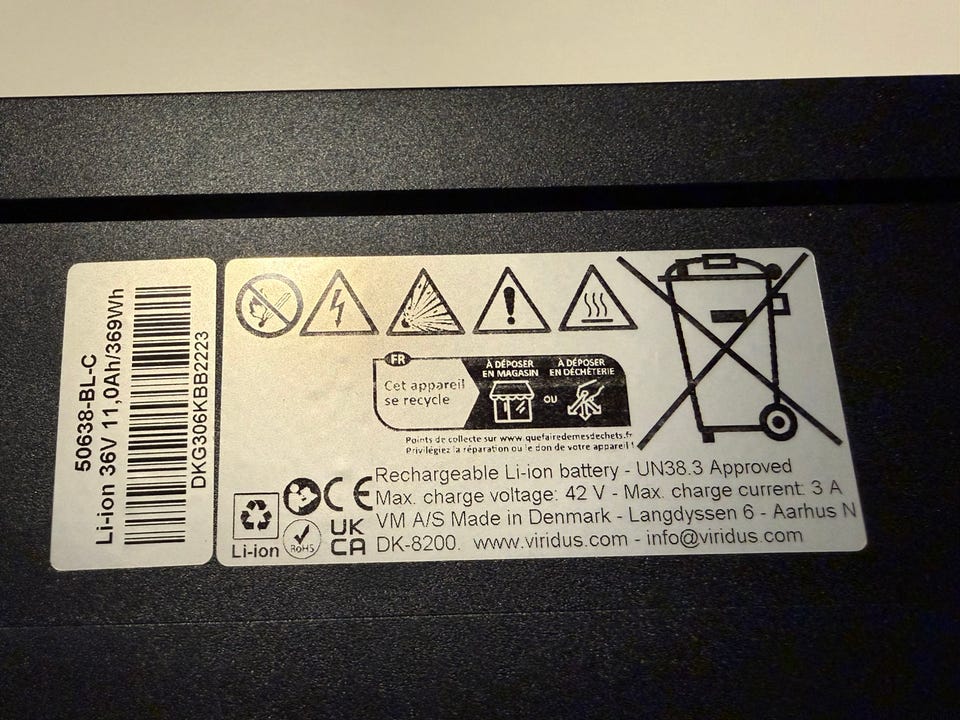 50638-BL-C
Li-ion 36V 11,0Ah/369Wh
DKG306KBB2223
FR
Cet appareil
se recycle
À DÉPOSER
EN MAGASIN
OU
À DÉPOSER
EN DÉCHÈTERIE
Points de collecte sur www.quefairedemesdechets.fr
Privilégiez la réparation ou le don de votre appareil !
Li-ion
RoHS
CE
UK
CA
Rechargeable Li-ion battery - UN38.3 Approved
Max. charge voltage: 42 V - Max. charge current: 3 A
VM A/S Made in Denmark - Langdyssen 6 - Aarhus N
DK-8200. www.viridus.com - info@viridus.com